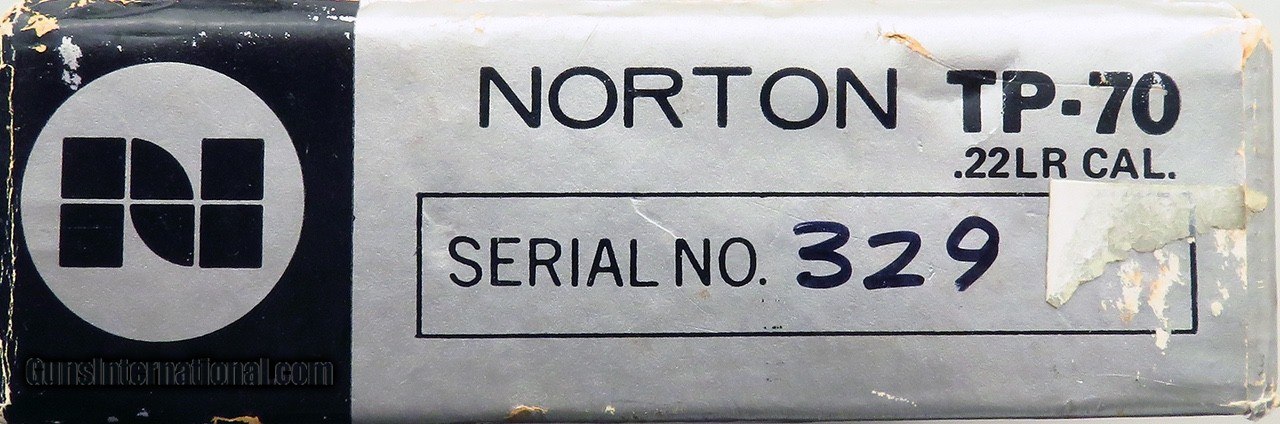 NORTON TP-70
.22LR CAL.
SERIAL NO. 329
GunsInternational.com